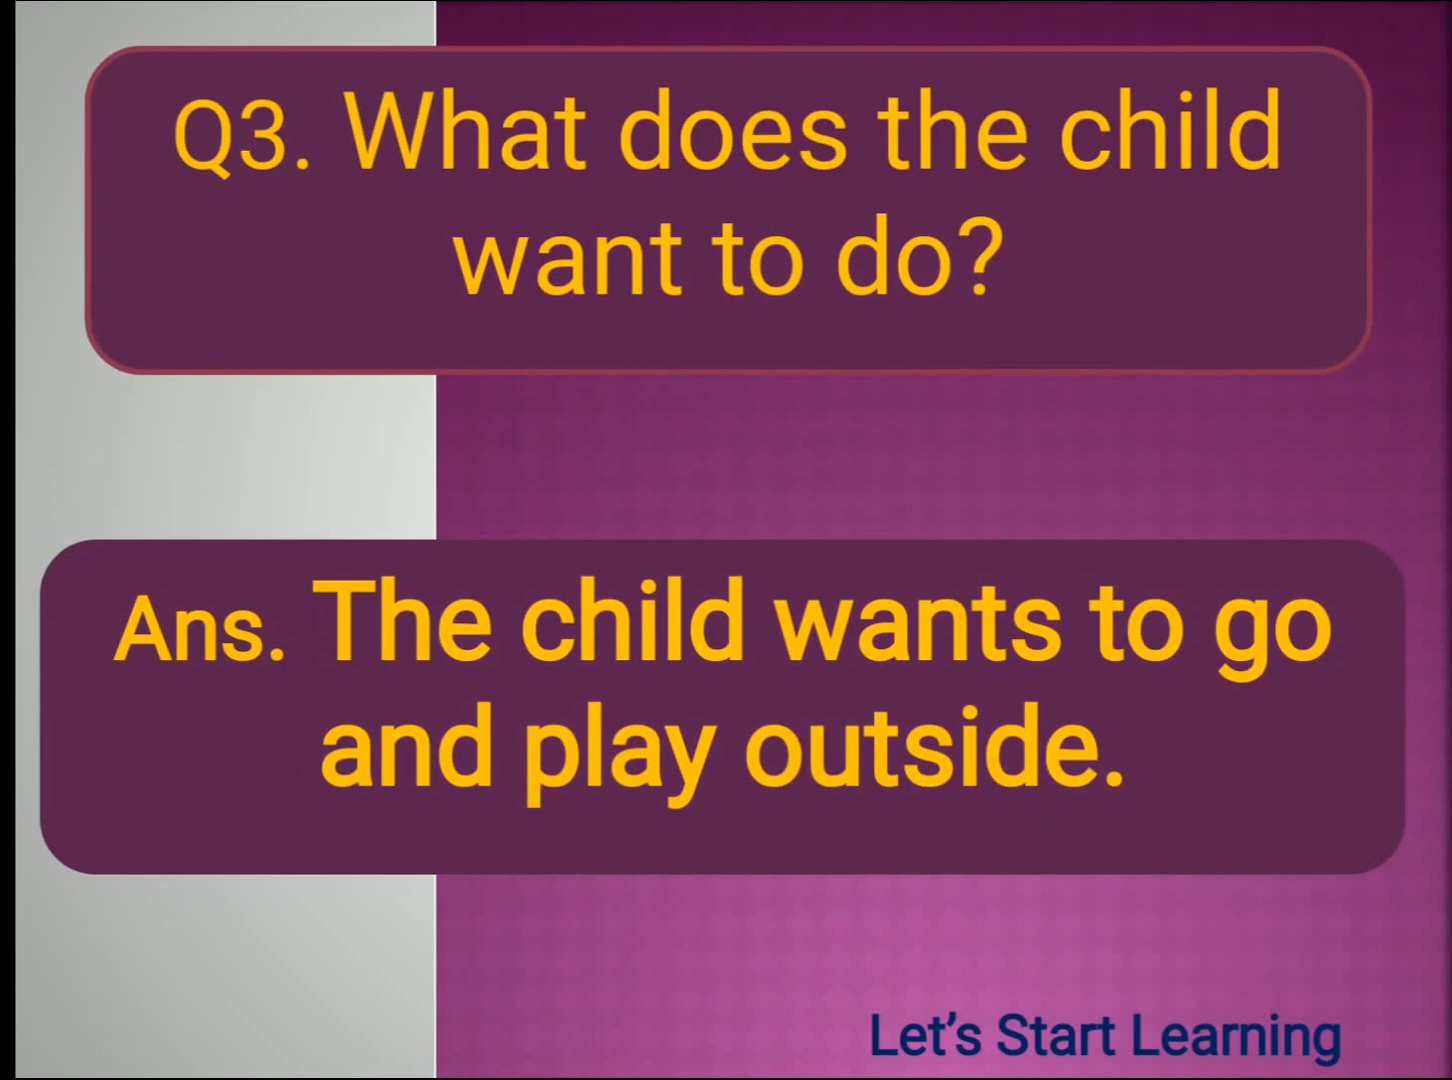 Q3. What does the child
want to do?
Ans. The child wants to go
and play outside.
Let’s Start Learning